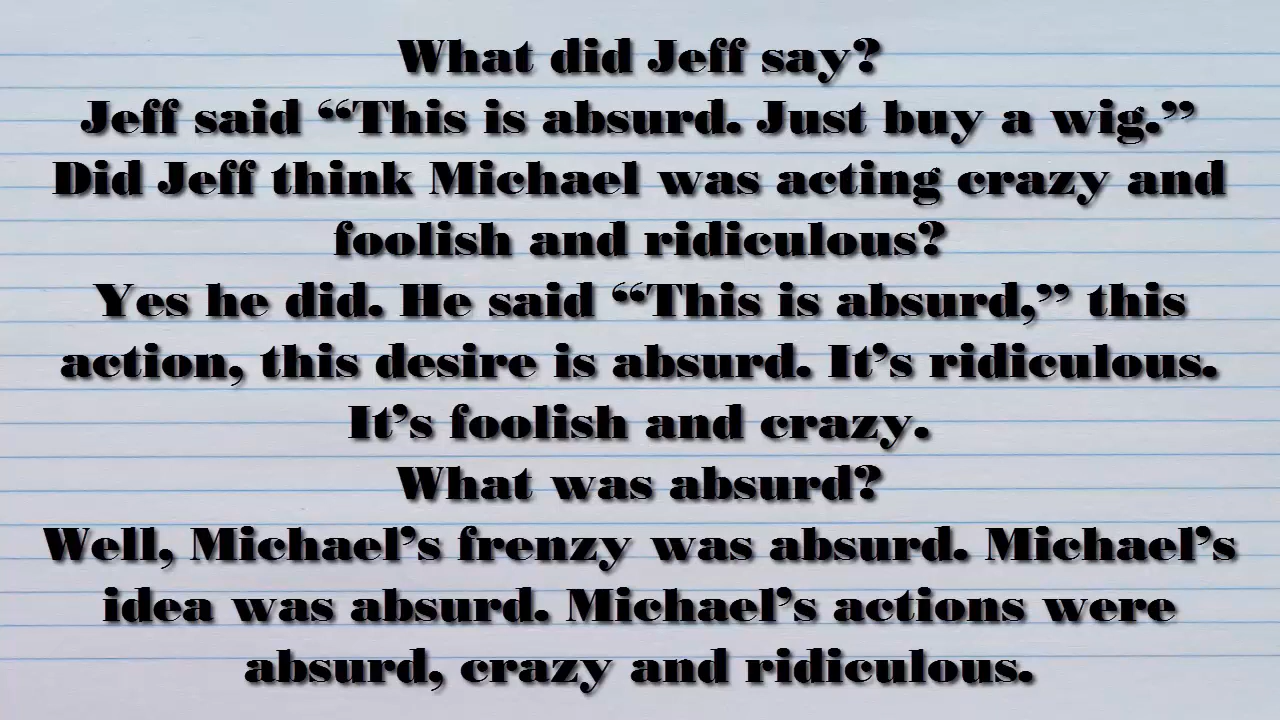 What did Jeff say?
Jeff said “This is absurd. Just buy a wig.”
Did Jeff think Michael was acting crazy and
foolish and ridiculous?
Yes he did. He said “This is absurd,” this
action, this desire is absurd. It’s ridiculous.
It’s foolish and crazy.
What was absurd?
Well, Michael’s frenzy was absurd. Michael’s
idea was absurd. Michael’s actions were
absurd, crazy and ridiculous.